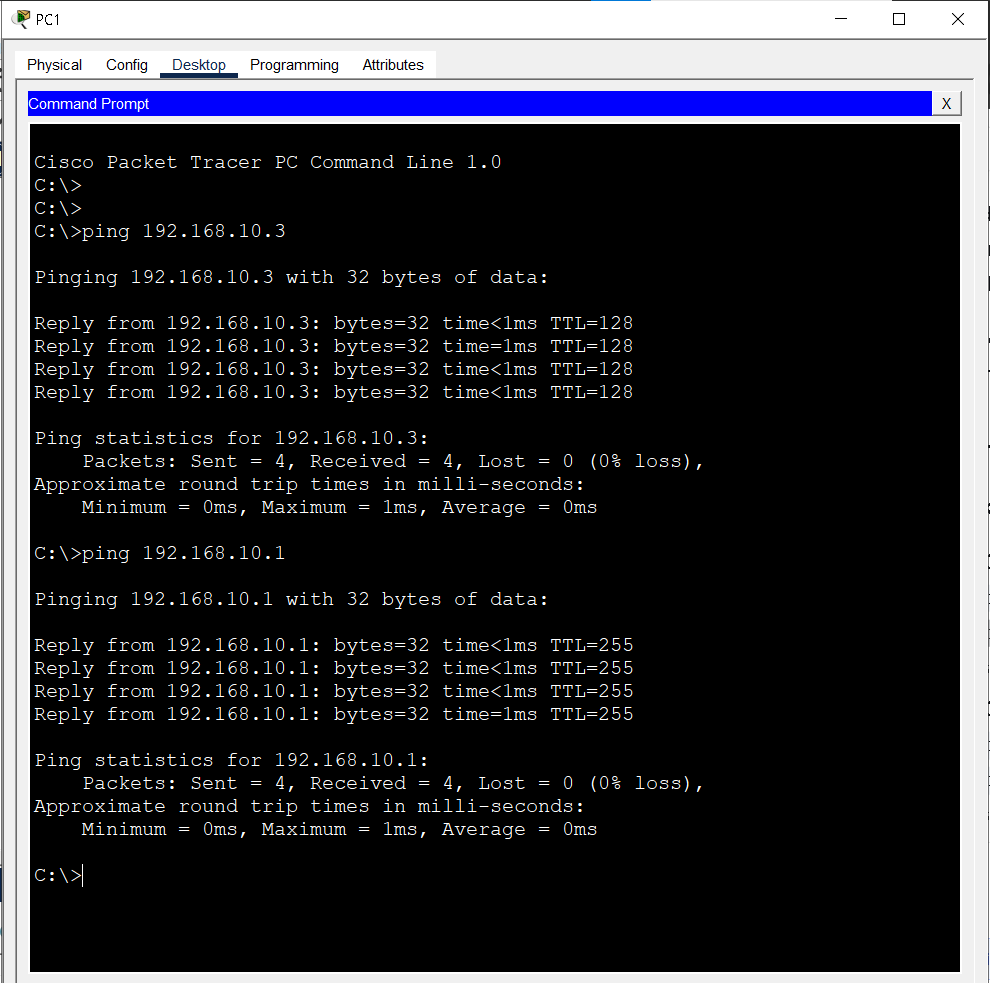 PC1
Physical Config Desktop Programming Attributes
Command Prompt X
Cisco Packet Tracer PC Command Line 1.0
C:\>
C:\>
C:\>ping 192.168.10.3
Pinging 192.168.10.3 with 32 bytes of data:
Reply from 192.168.10.3: bytes=32 time<1ms TTL=128
Reply from 192.168.10.3: bytes=32 time=1ms TTL=128
Reply from 192.168.10.3: bytes=32 time<1ms TTL=128
Reply from 192.168.10.3: bytes=32 time<1ms TTL=128
Ping statistics for 192.168.10.3:
    Packets: Sent = 4, Received = 4, Lost = 0 (0% loss),
Approximate round trip times in milli-seconds:
    Minimum = 0ms, Maximum = 1ms, Average = 0ms
C:\>ping 192.168.10.1
Pinging 192.168.10.1 with 32 bytes of data:
Reply from 192.168.10.1: bytes=32 time<1ms TTL=255
Reply from 192.168.10.1: bytes=32 time<1ms TTL=255
Reply from 192.168.10.1: bytes=32 time<1ms TTL=255
Reply from 192.168.10.1: bytes=32 time=1ms TTL=255
Ping statistics for 192.168.10.1:
    Packets: Sent = 4, Received = 4, Lost = 0 (0% loss),
Approximate round trip times in milli-seconds:
    Minimum = 0ms, Maximum = 1ms, Average = 0ms
C:\>